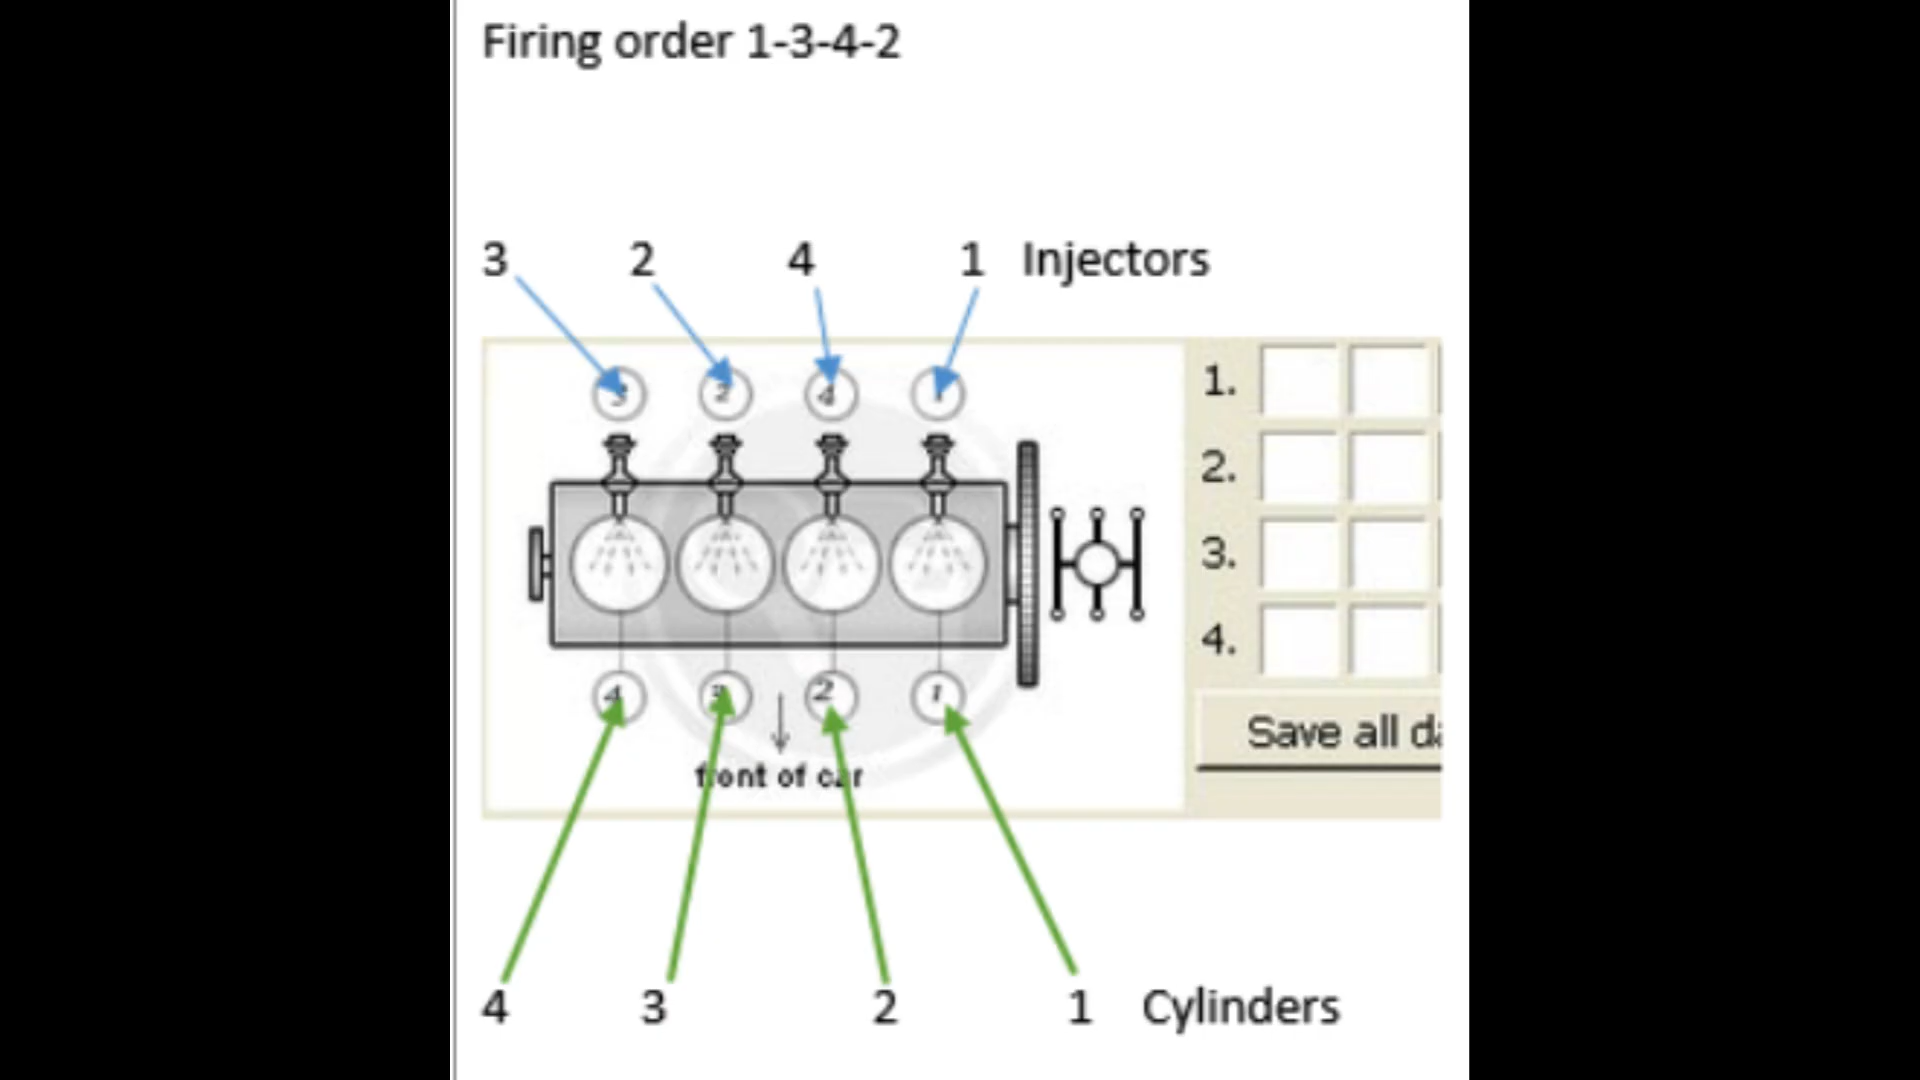 Firing order 1-3-4-2
3 2 4 1 Injectors
3 2 4 1
1.
2.
3.
4.
4 3 2 1
front of car
Save all da
4 3 2 1 Cylinders